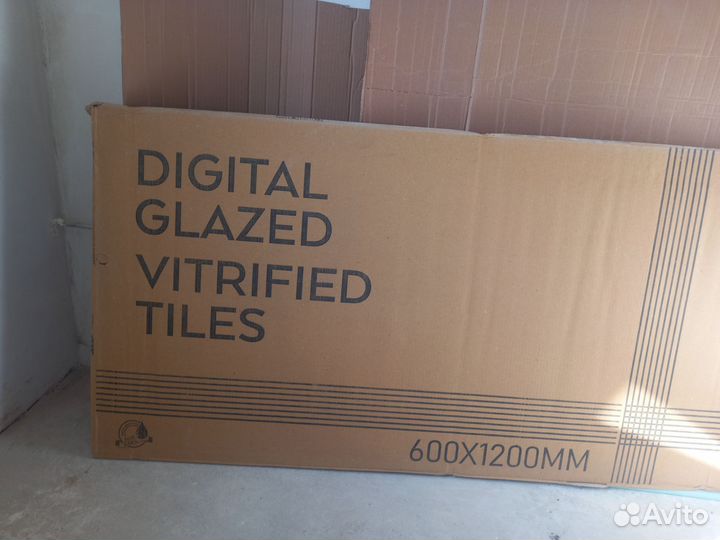 DIGITAL
GLAZED
VITRIFIED
TILES
600X1200MM
Avito